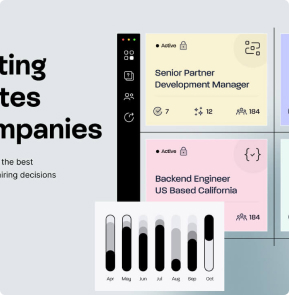 ting
tes
mpanies
the best
iring decisions
Active
Senior Partner
Development Manager
7
12
184
Active
Backend Engineer
US Based California
184
Apr
May
Jun
Jul
Aug
Sep
Oct